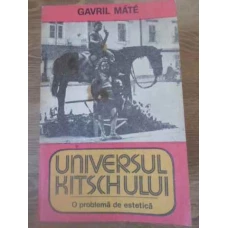 GAVRIL MÁTÉ
UNIVERSUL
KITSCHULUI
O problemă de estetică